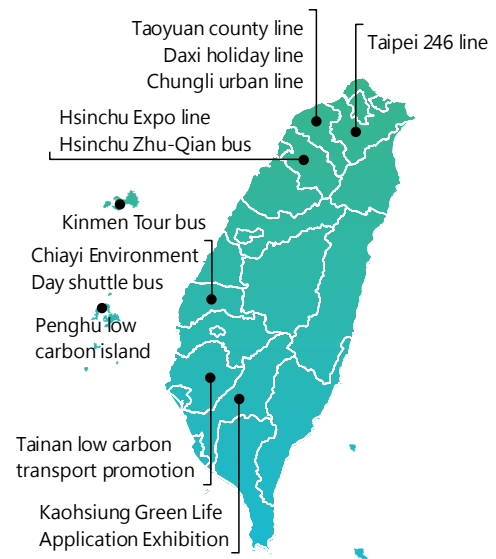 Taoyuan county line
Daxi holiday line
Chungli urban line
Taipei 246 line
Hsinchu Expo line
Hsinchu Zhu-Qian bus
Kinmen Tour bus
Chiayi Environment
Day shuttle bus
Penghu low
carbon island
Tainan low carbon
transport promotion
Kaohsiung Green Life
Application Exhibition